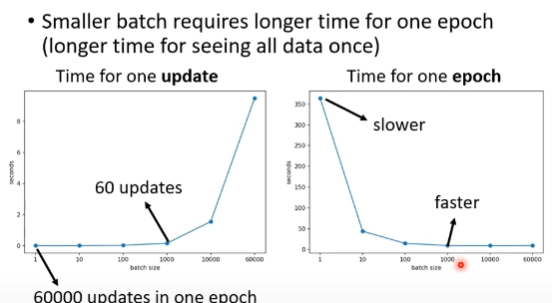 • Smaller batch requires longer time for one epoch
(longer time for seeing all data once)
Time for one update
8
6
4
2
0
seconds
60 updates
1 10 100 1000 10000 60000
batch size
60000 updates in one epoch
Time for one epoch
350
300
250
200
150
100
50
0
seconds
slower
faster
1 10 100 1000 10000 60000
batch size